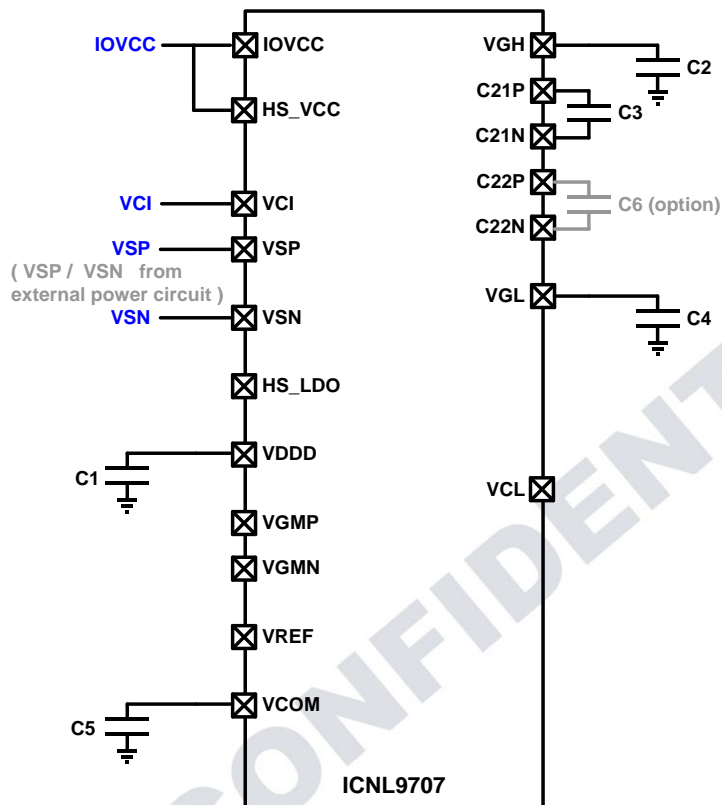 IOVCC
IOVCC
VGH
C2
C21P
C3
HS_VCC
C21N
C22P
C6 (option)
VCI
VCI
C22N
VSP
VSP
( VSP / VSN from
external power circuit )
VGL
VSN
VSN
C4
HS_LDO
VDDD
C1
VCL
VGMP
VGMN
VREF
VCOM
C5
ICNL9707
CONFIDENT